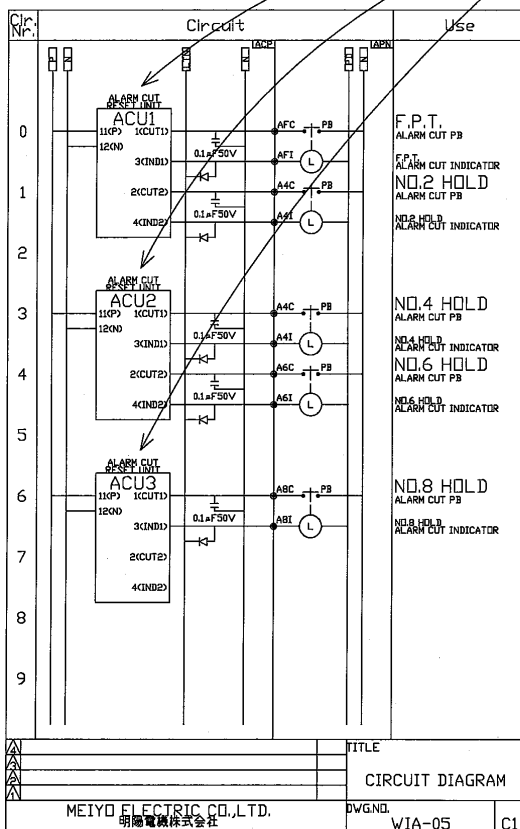 Cir. Nr.
Circuit
Use
ACP
APN
P
N
LTN
N
PD
N
ALARM CUT
RESET UNIT
ACU1
0
11(P)
1(CUT1)
AFC
PB
F.P.T.
ALARM CUT PB
12(N)
0.1μF50V
3(IND1)
AFI
L
F.P.T.
ALARM CUT INDICATOR
1
2(CUT2)
A4C
PB
NO.2 HOLD
ALARM CUT PB
0.1μF50V
4(IND2)
A4I
L
NO.2 HOLD
ALARM CUT INDICATOR
2
ALARM CUT
RESET UNIT
ACU2
3
11(P)
1(CUT1)
A4C
PB
NO.4 HOLD
ALARM CUT PB
12(N)
0.1μF50V
3(IND1)
A4I
L
NO.4 HOLD
ALARM CUT INDICATOR
4
2(CUT2)
A6C
PB
NO.6 HOLD
ALARM CUT PB
0.1μF50V
4(IND2)
A6I
L
NO.6 HOLD
ALARM CUT INDICATOR
5
ALARM CUT
RESET UNIT
ACU3
6
11(P)
1(CUT1)
A8C
PB
NO.8 HOLD
ALARM CUT PB
12(N)
0.1μF50V
3(IND1)
A8I
L
NO.8 HOLD
ALARM CUT INDICATOR
7
2(CUT2)
4(IND2)
8
9
4
3
2
1
TITLE
CIRCUIT DIAGRAM
MEIYO ELECTRIC CO.,LTD.
明陽電機株式会社
DWG.NO.
WIA-05
C1